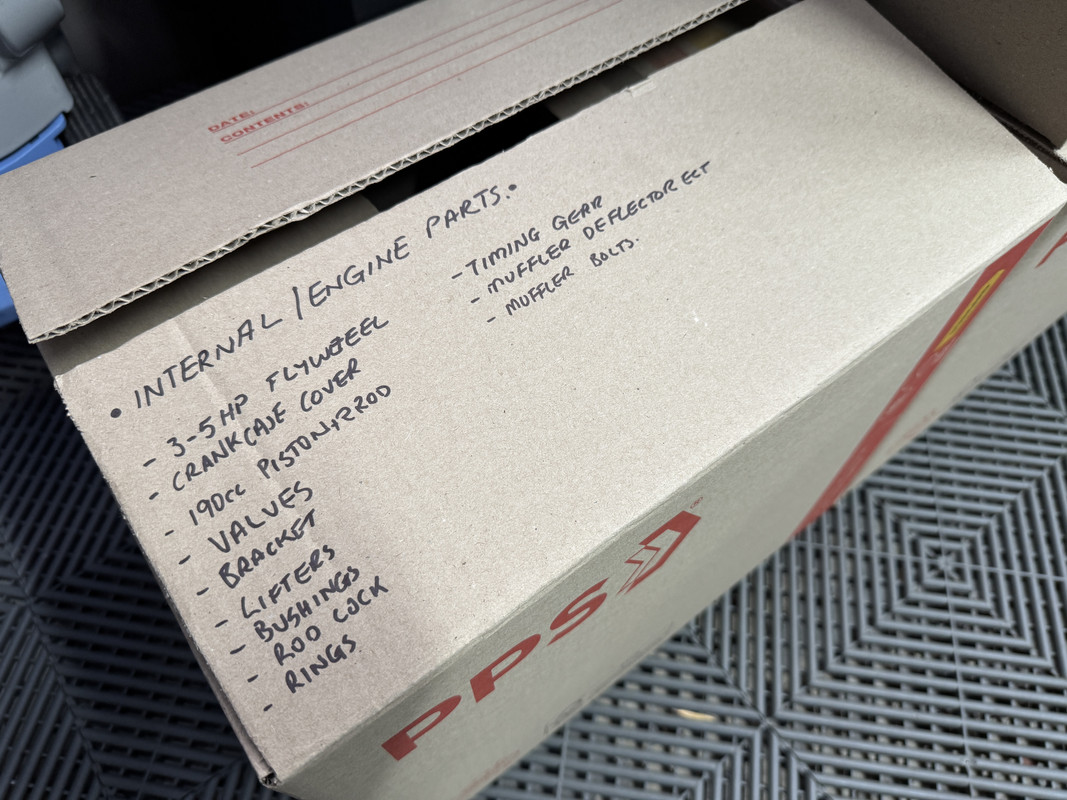 DATE:
CONTENTS:
• INTERNAL/ENGINE PARTS.•
- 3-5HP FLYWHEEL
- CRANKCASE COVER
- 190cc PISTON+RROD
- VALVES
- BRACKET
- LIFTERS
- BUSHINGS
- ROD LOCK
- RINGS
- TIMING GEAR
- MUFFLER DEFLECTOR ECT
- MUFFLER BOLTS.
PPS